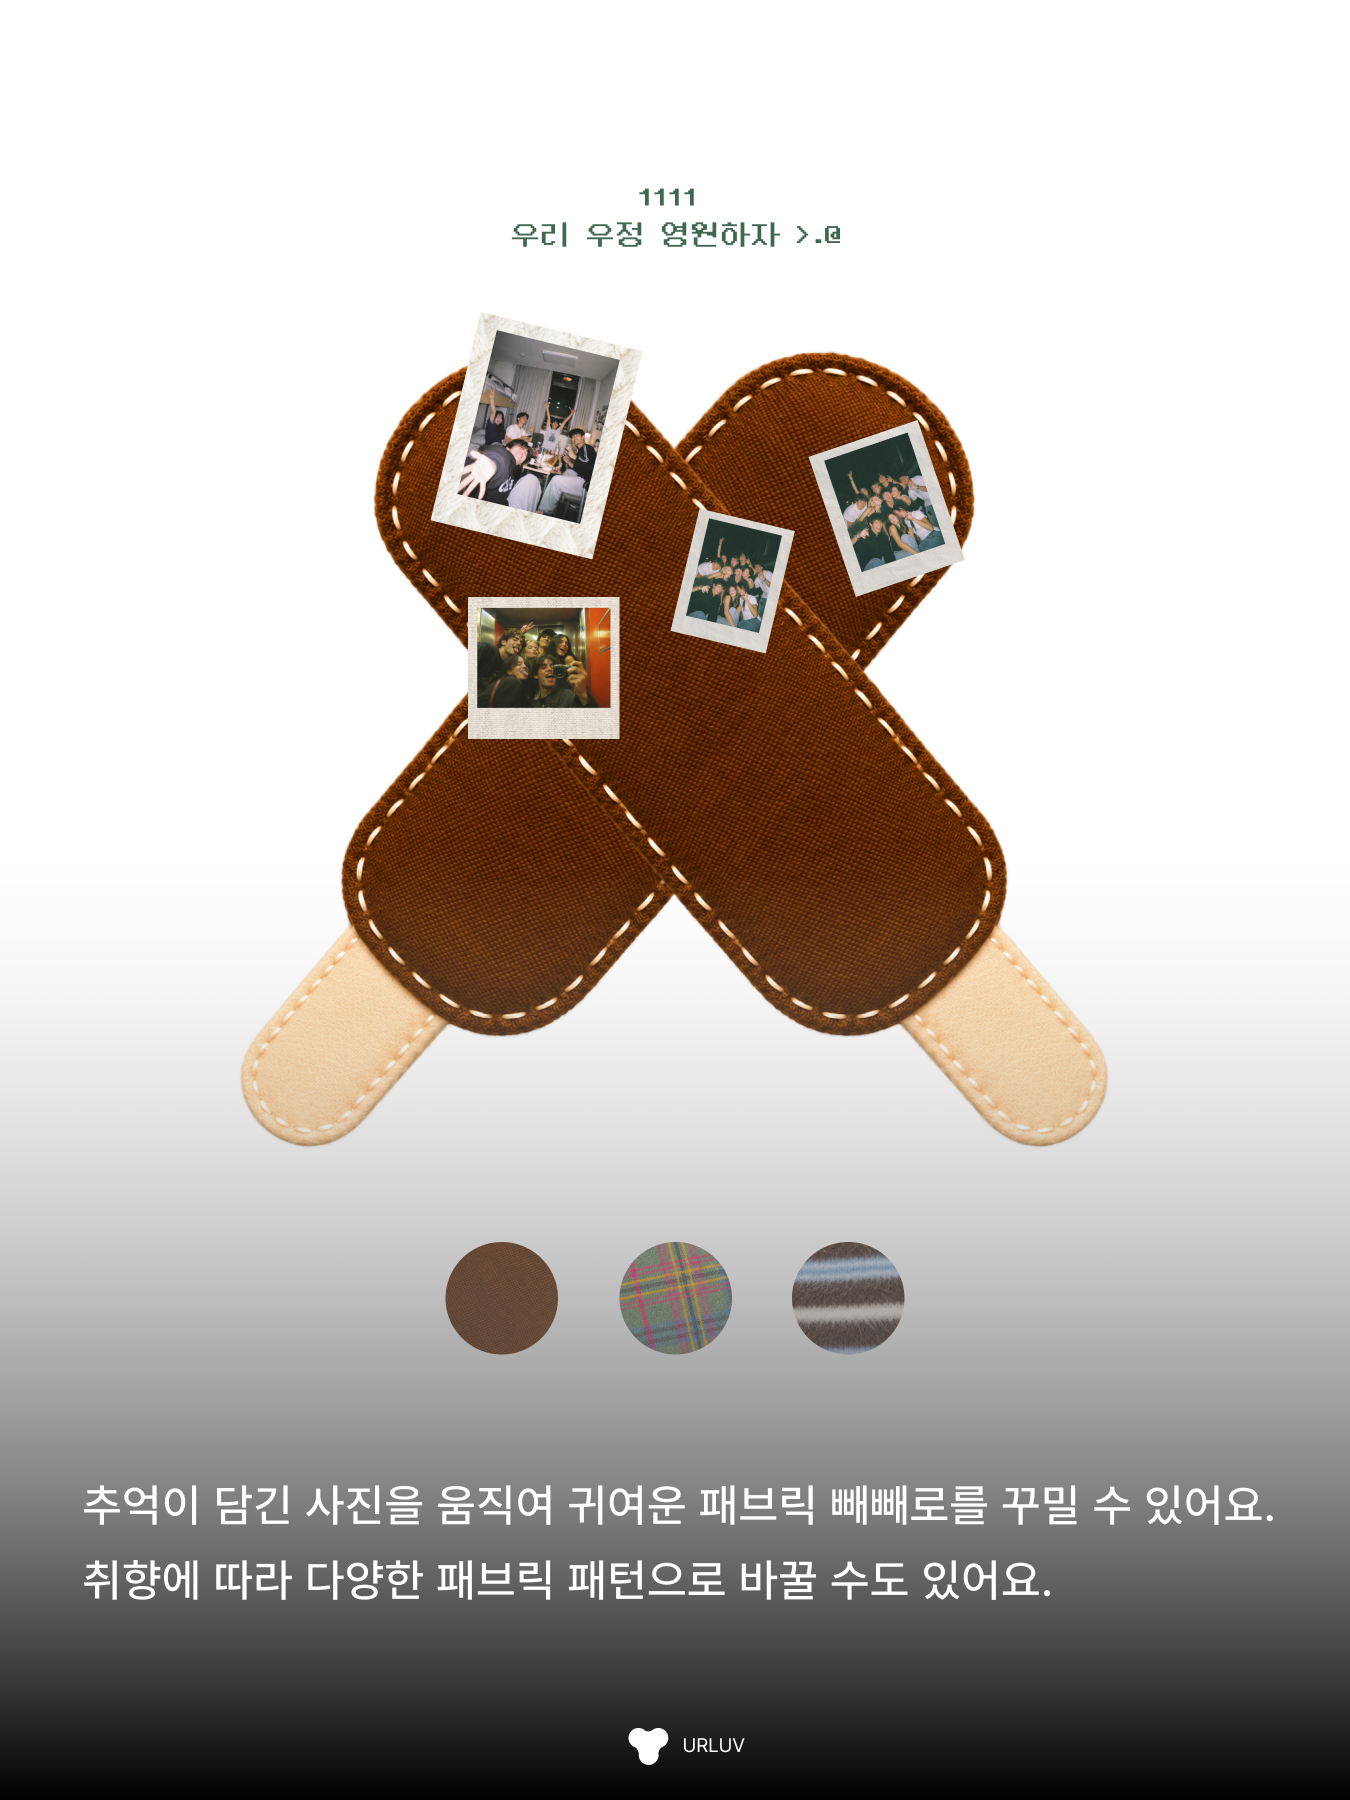 1111
우리 우정 영원하자 >.@
추억이 담긴 사진을 움직여 귀여운 패브릭 빼빼로를 꾸밀 수 있어요.
취향에 따라 다양한 패브릭 패턴으로 바꿀 수도 있어요.
URLUV